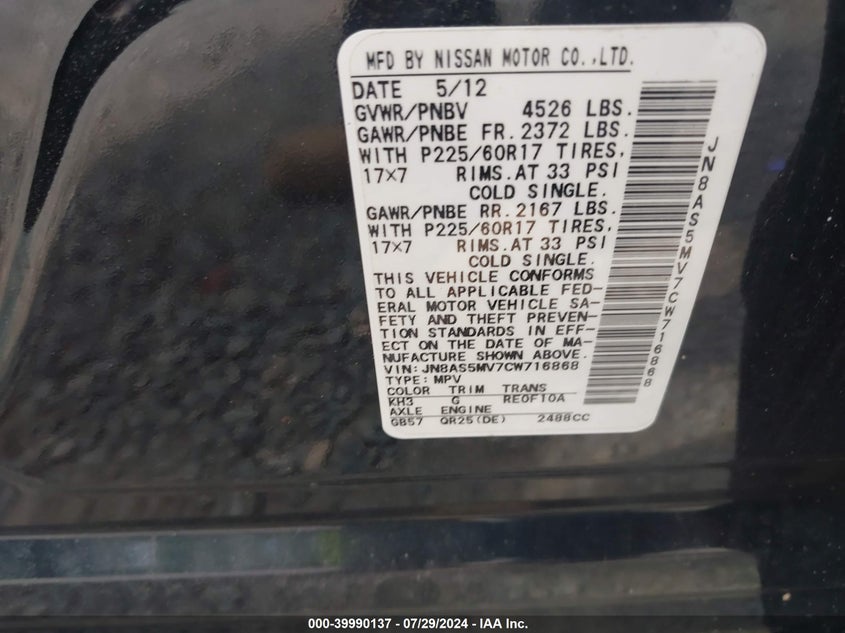 MFD BY NISSAN MOTOR CO.,LTD.
DATE 5/12
GVWR/PNBV 4526 LBS.
GAWR/PNBE FR. 2372 LBS.
WITH P225/60R17 TIRES,
17×7 RIMS.AT 33 PSI
COLD SINGLE.
GAWR/PNBE RR. 2167 LBS.
WITH P225/60R17 TIRES,
17×7 RIMS.AT 33 PSI
COLD SINGLE.
THIS VEHICLE CONFORMS
TO ALL APPLICABLE FED-
ERAL MOTOR VEHICLE SA-
FETY AND THEFT PREVEN-
TION STANDARDS IN EFF-
ECT ON THE DATE OF MA-
NUFACTURE SHOWN ABOVE.
VIN:JN8AS5MV7CW716868
TYPE:MPV
COLOR TRIM TRANS
KH3 G RE0F10A
AXLE ENGINE
GB57 QR25(DE) 2488CC
JN8AS5MV7CW716868
000-39990137 - 07/29/2024 - IAA Inc.